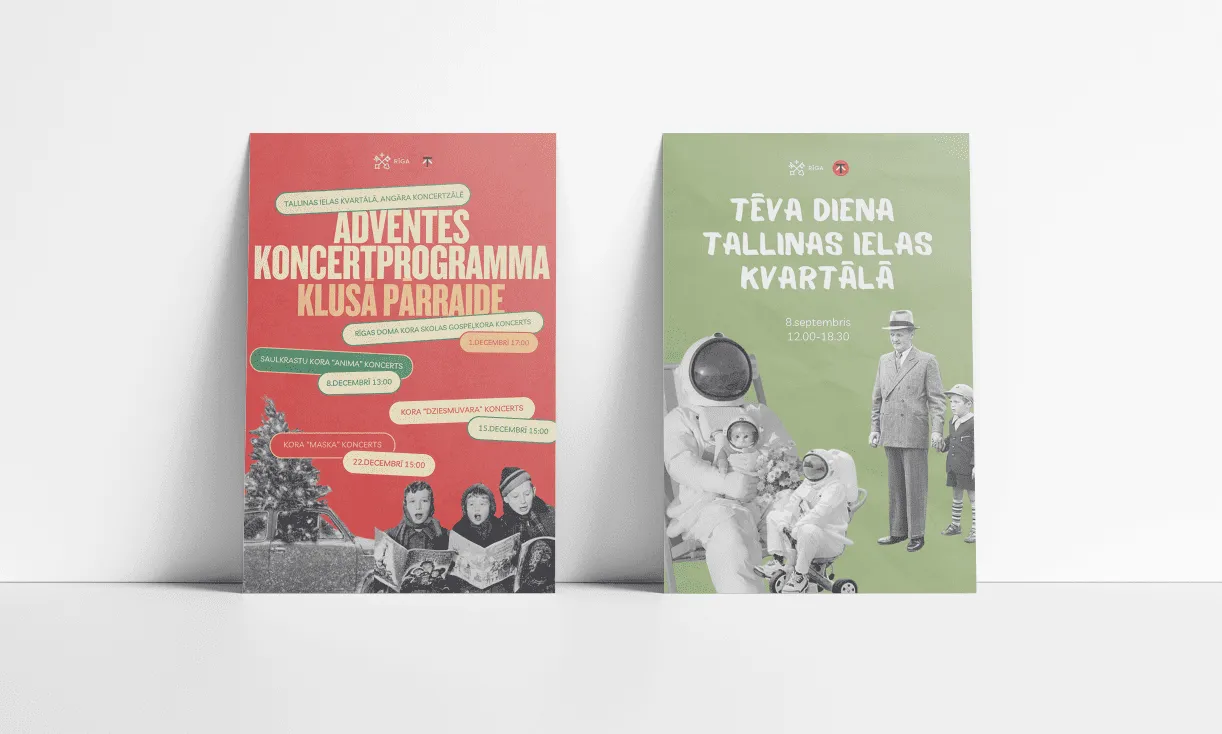 RĪGA
TALLINAS IELAS KVARTĀLĀ, ANGĀRA KONCERTZĀLĒ
ADVENTES
KONCERTPROGRAMMA
KLUSĀ PĀRRAIDE
RĪGAS DOMA KORA SKOLAS GOSPEĻKORA KONCERTS
1.DECEMBRĪ 17:00
SAULKRASTU KORA "ANIMA" KONCERTS
8.DECEMBRĪ 13:00
KORA "DZIESMUVARA" KONCERTS
15.DECEMBRĪ 15:00
KORA "MASKA" KONCERTS
22.DECEMBRĪ 15:00
RĪGA
TĒVA DIENA
TALLINAS IELAS
KVARTĀLĀ
8.septembris
12.00-18.30